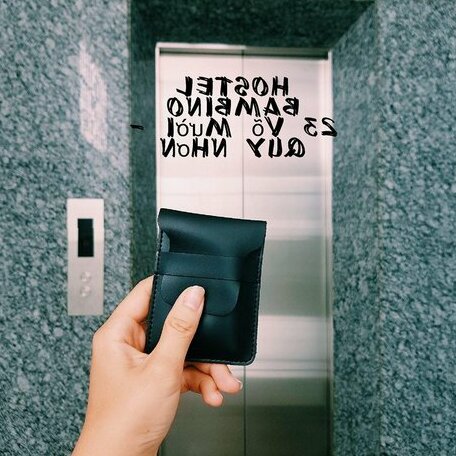 HOSTEL
BAMBINO
23 VÕ MƯỜI -
QUY NHƠN